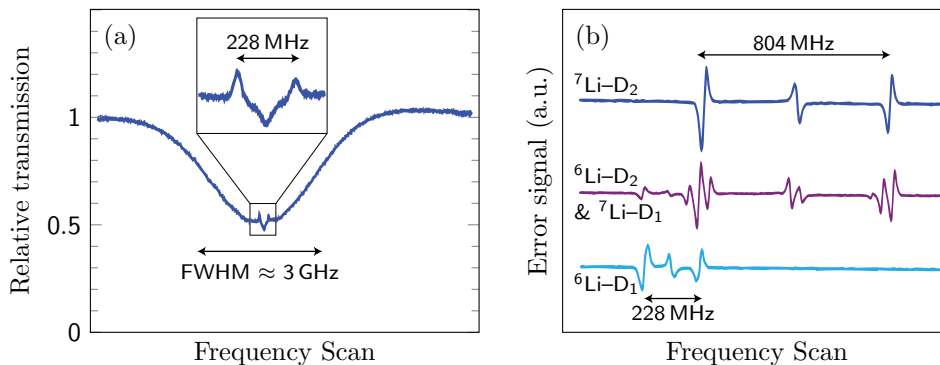 (a)
228 MHz
1
0.5
0
FWHM ≈ 3 GHz
Relative transmission
Frequency Scan
(b)
804 MHz
⁷Li–D₂
⁶Li–D₂
& ⁷Li–D₁
⁶Li–D₁
228 MHz
Error signal (a.u.)
Frequency Scan